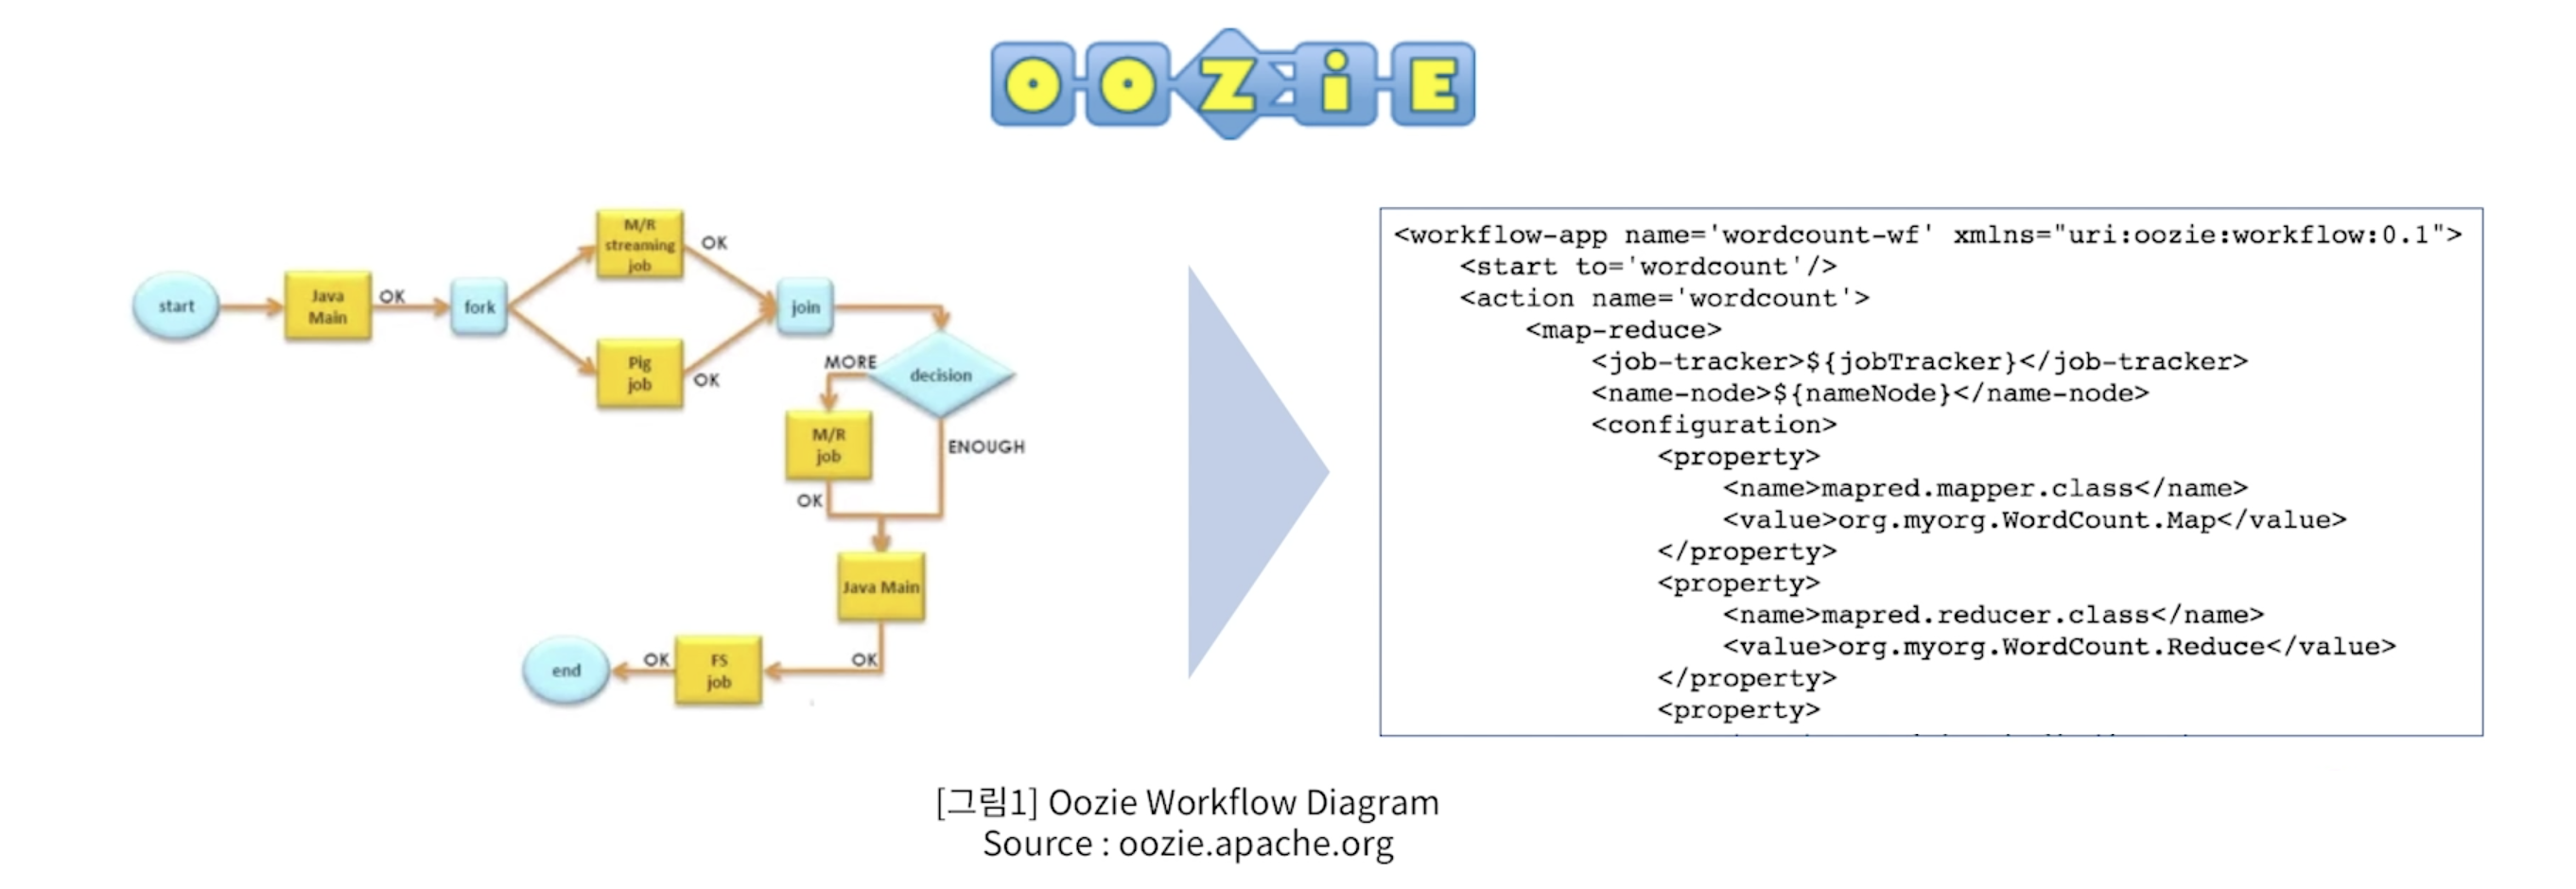 OOZiE
M/R
streaming
job
OK
start
Java
Main
OK
fork
join
Pig
job
OK
MORE
decision
M/R
job
ENOUGH
OK
Java Main
end
OK
FS
job
OK
<workflow-app name='wordcount-wf' xmlns="uri:oozie:workflow:0.1">
<start to='wordcount'/>
<action name='wordcount'>
<map-reduce>
<job-tracker>${jobTracker}</job-tracker>
<name-node>${nameNode}</name-node>
<configuration>
<property>
<name>mapred.mapper.class</name>
<value>org.myorg.WordCount.Map</value>
</property>
<property>
<name>mapred.reducer.class</name>
<value>org.myorg.WordCount.Reduce</value>
</property>
<property>
[그림1] Oozie Workflow Diagram
Source : oozie.apache.org